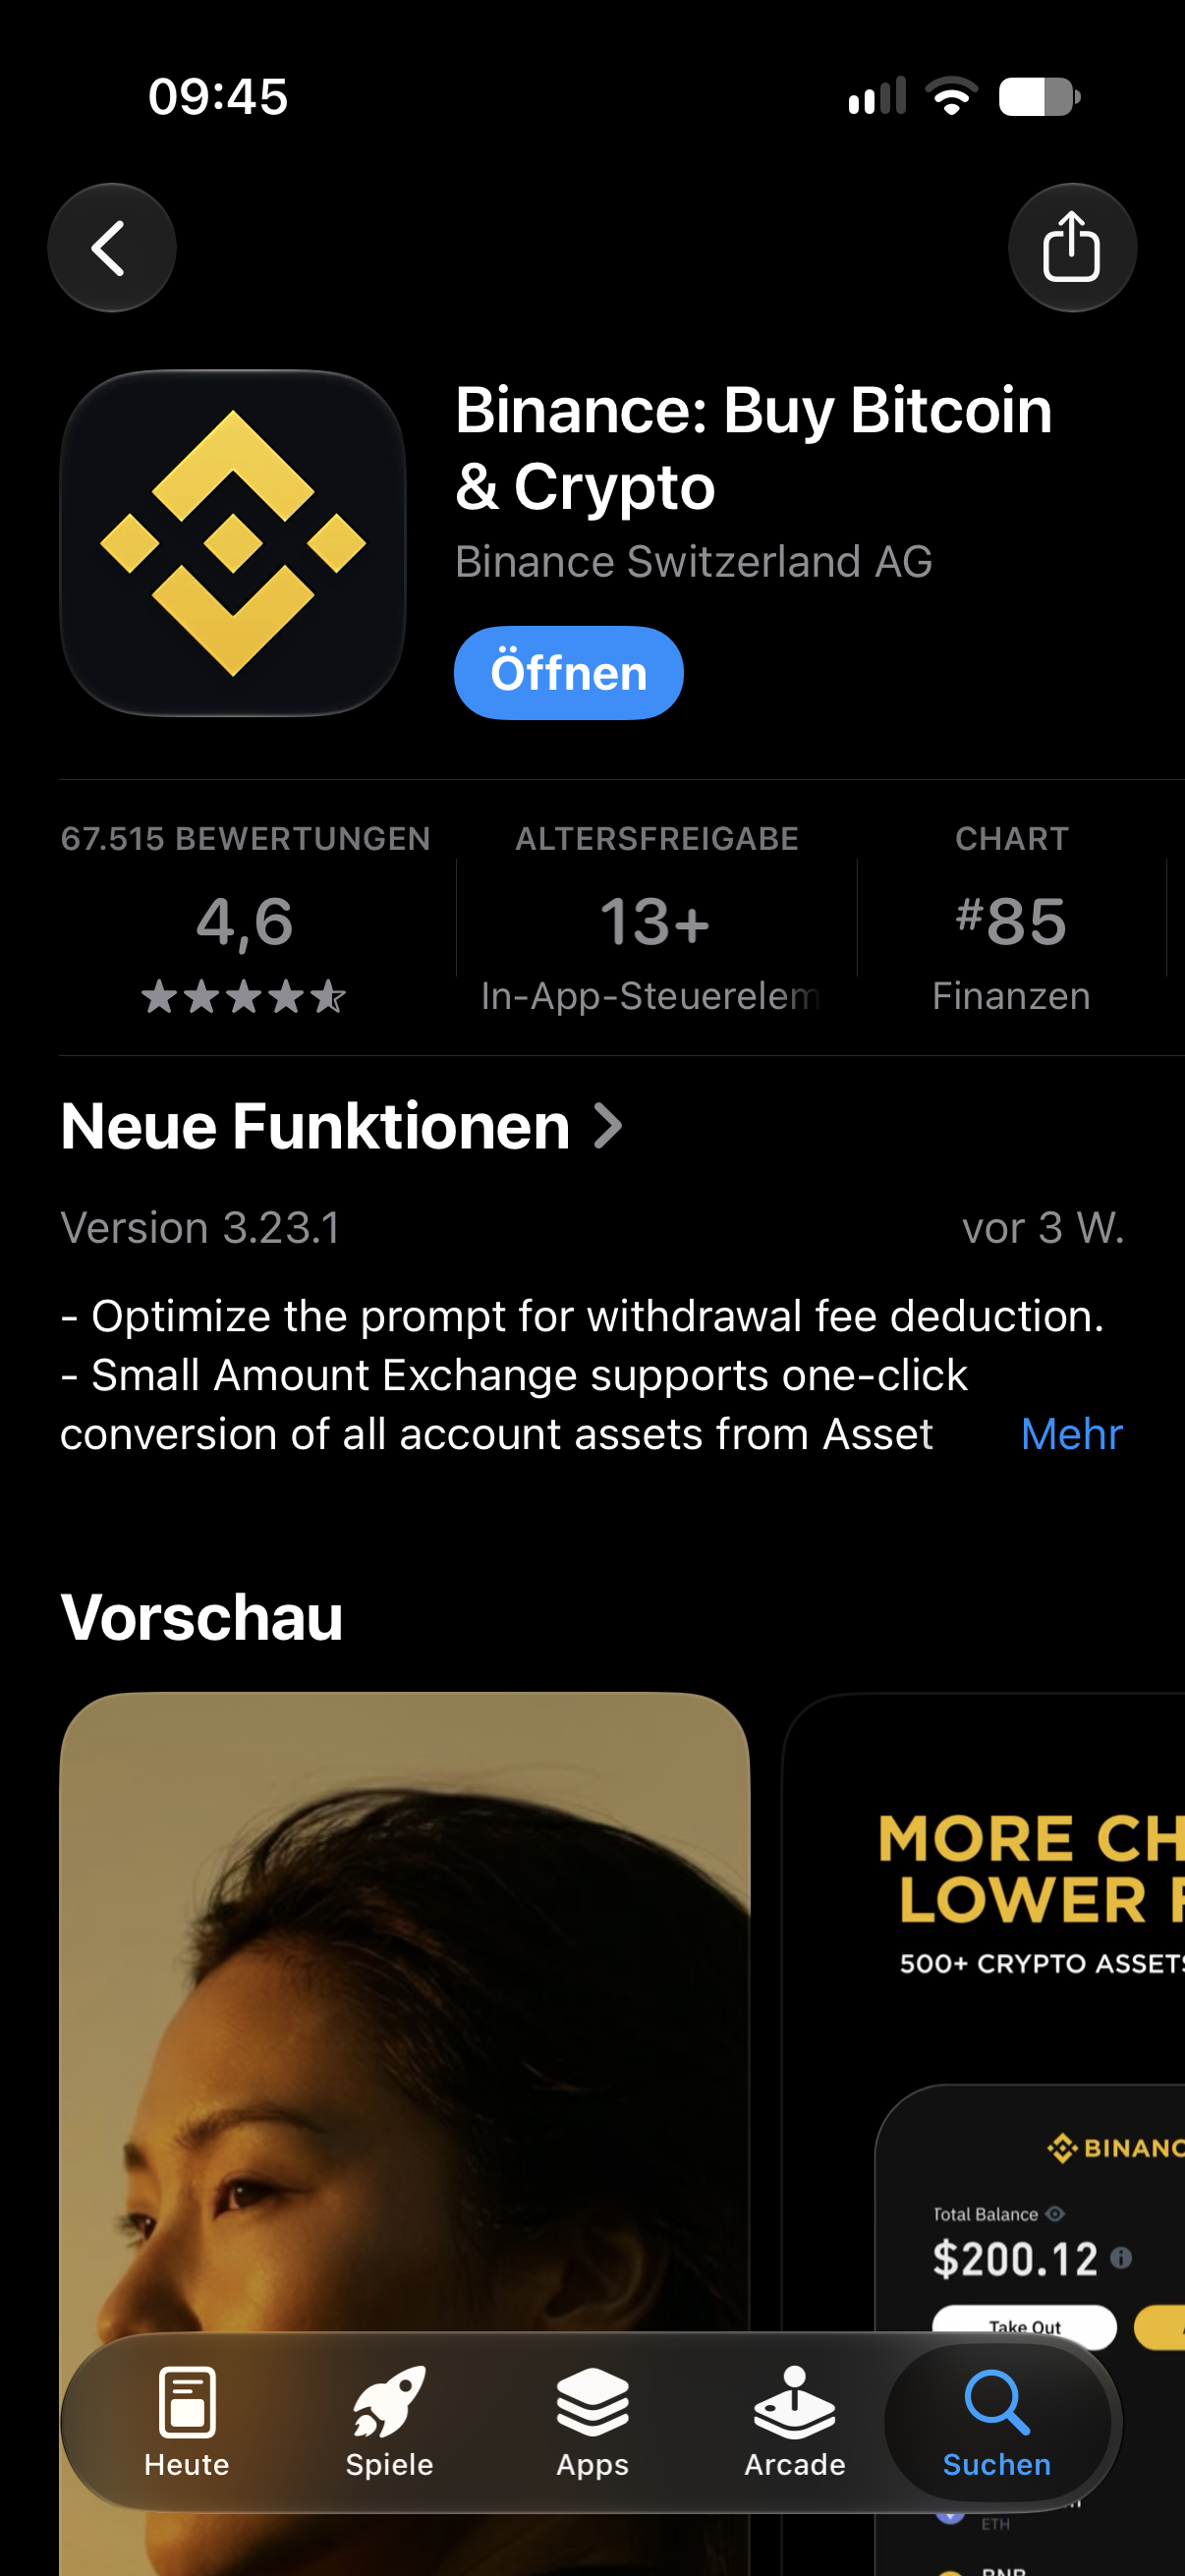 09:45
Binance: Buy Bitcoin
& Crypto
Binance Switzerland AG
Öffnen
67.515 BEWERTUNGEN
4,6
ALTERSFREIGABE
13+
In-App-Steuerelem
CHART
#85
Finanzen
Neue Funktionen
Version 3.23.1
vor 3 W.
- Optimize the prompt for withdrawal fee deduction.
- Small Amount Exchange supports one-click
conversion of all account assets from Asset
Mehr
Vorschau
MORE CH
LOWER F
500+ CRYPTO ASSETS
BINANC
Total Balance
$200.12
Take Out
ETH
BNB
Heute
Spiele
Apps
Arcade
Suchen